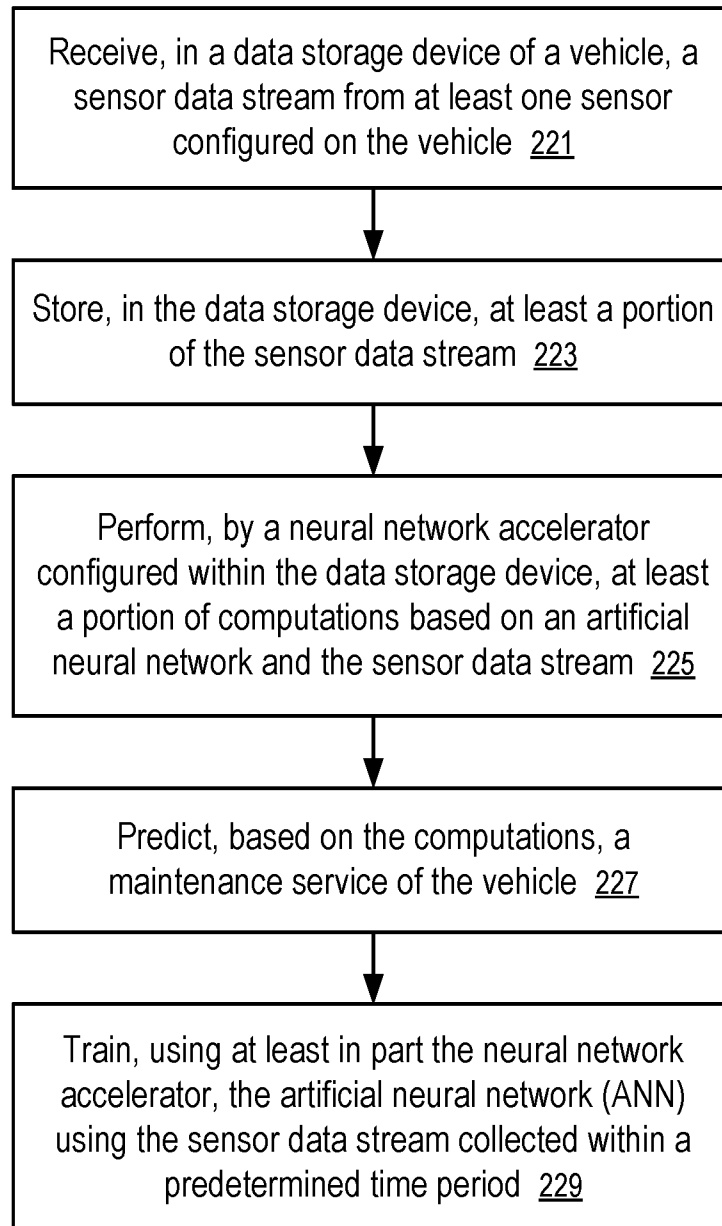 Receive, in a data storage device of a vehicle, a
sensor data stream from at least one sensor
configured on the vehicle 221
Store, in the data storage device, at least a portion
of the sensor data stream 223
Perform, by a neural network accelerator
configured within the data storage device, at least
a portion of computations based on an artificial
neural network and the sensor data stream 225
Predict, based on the computations, a
maintenance service of the vehicle 227
Train, using at least in part the neural network
accelerator, the artificial neural network (ANN)
using the sensor data stream collected within a
predetermined time period 229